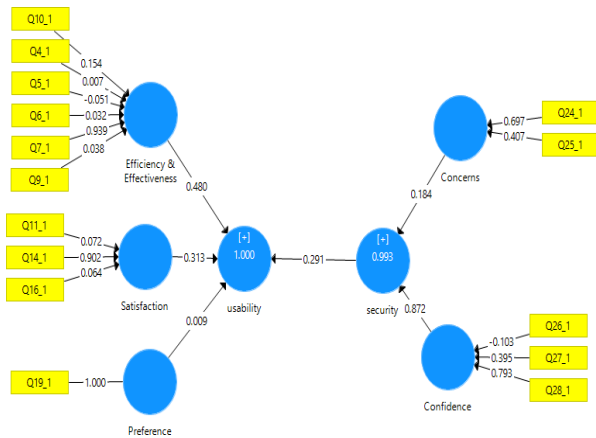 Q10_1
Q4_1
Q5_1
Q6_1
Q7_1
Q9_1
0.154
0.007
-0.051
0.032
0.939
0.038
Efficiency &
Effectiveness
0.480
Q11_1
Q14_1
Q16_1
0.072
0.902
0.064
Satisfaction
0.313
[+]
1.000
usability
0.009
Q19_1
1.000
Preference
0.291
[+]
0.993
security
Concerns
0.184
0.697
0.407
Q24_1
Q25_1
0.872
Confidence
-0.103
0.395
0.793
Q26_1
Q27_1
Q28_1